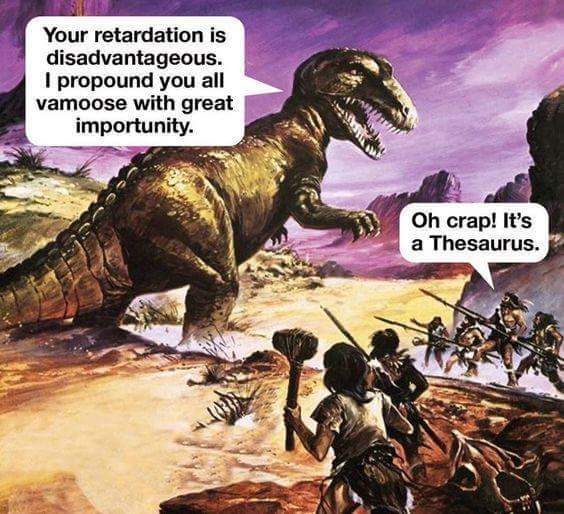 Your retardation is
disadvantageous.
I propound you all
vamoose with great
importunity.
Oh crap! It's
a Thesaurus.